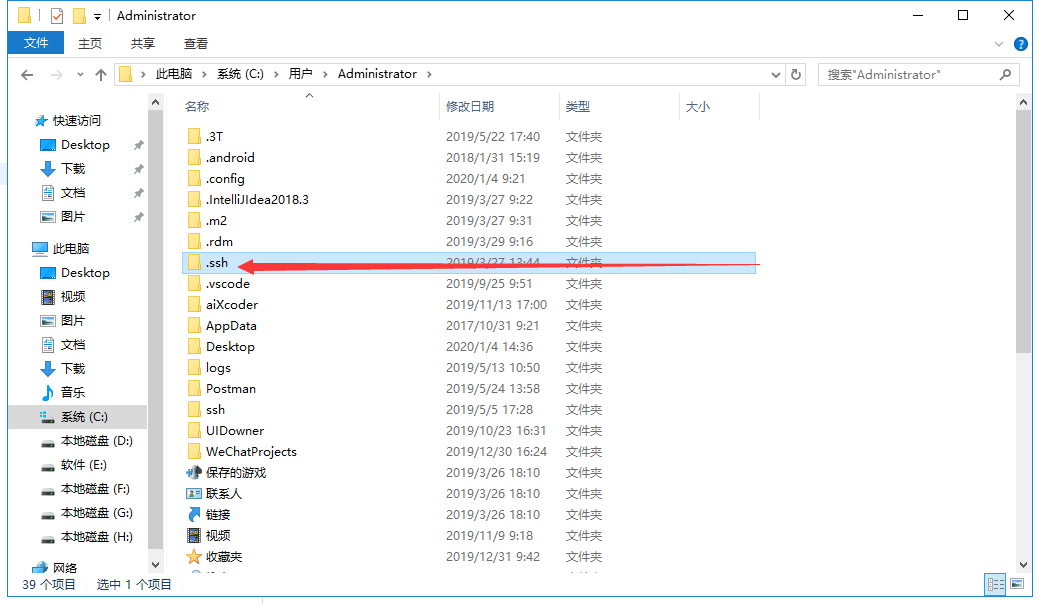 Administrator
文件 主页 共享 查看
此电脑 系统 (C:) 用户 Administrator 搜索"Administrator"
名称 修改日期 类型 大小
快速访问
Desktop
下载
文档
图片
此电脑
Desktop
视频
图片
文档
下载
音乐
系统 (C:)
本地磁盘 (D:)
软件 (E:)
本地磁盘 (F:)
本地磁盘 (G:)
本地磁盘 (H:)
网络
.3T 2019/5/22 17:40 文件夹
.android 2018/1/31 15:19 文件夹
.config 2020/1/4 9:21 文件夹
.IntelliJIdea2018.3 2019/3/27 9:22 文件夹
.m2 2019/3/27 9:31 文件夹
.rdm 2019/3/29 9:16 文件夹
.ssh 2019/3/27 13:44 文件夹
.vscode 2019/9/25 9:51 文件夹
aiXcoder 2019/11/13 17:00 文件夹
AppData 2017/10/31 9:21 文件夹
Desktop 2020/1/4 14:36 文件夹
logs 2019/5/13 10:50 文件夹
Postman 2019/5/24 13:58 文件夹
ssh 2019/5/5 17:28 文件夹
UIDowner 2019/10/23 16:31 文件夹
WeChatProjects 2019/12/30 16:24 文件夹
保存的游戏 2019/3/26 18:10 文件夹
联系人 2019/3/26 18:10 文件夹
链接 2019/3/26 18:10 文件夹
视频 2019/11/9 9:18 文件夹
收藏夹 2019/12/31 9:42 文件夹
39 个项目 选中 1 个项目